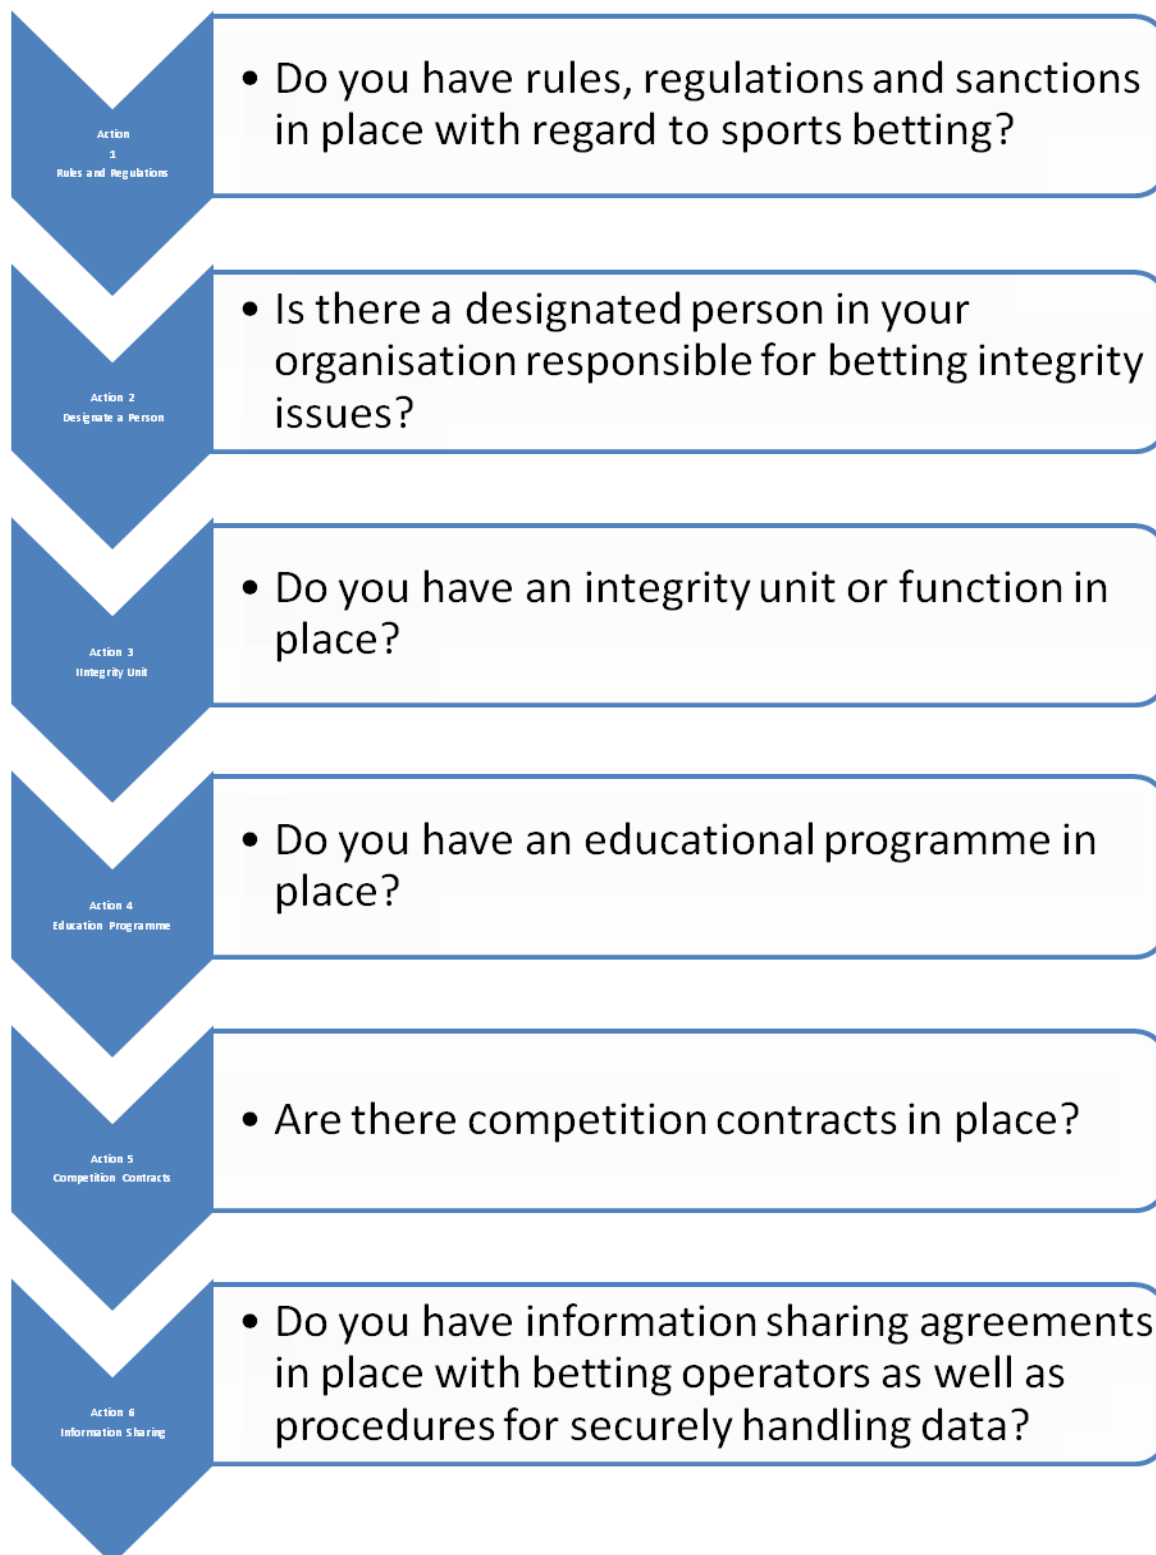 Action
1
Rules and Regulations
• Do you have rules, regulations and sanctions
in place with regard to sports betting?
Action 2
Designate a Person
• Is there a designated person in your
organisation responsible for betting integrity
issues?
Action 3
IIntegrity Unit
• Do you have an integrity unit or function in
place?
Action 4
Education Programme
• Do you have an educational programme in
place?
Action 5
Competition Contracts
• Are there competition contracts in place?
Action 6
Information Sharing
• Do you have information sharing agreements
in place with betting operators as well as
procedures for securely handling data?